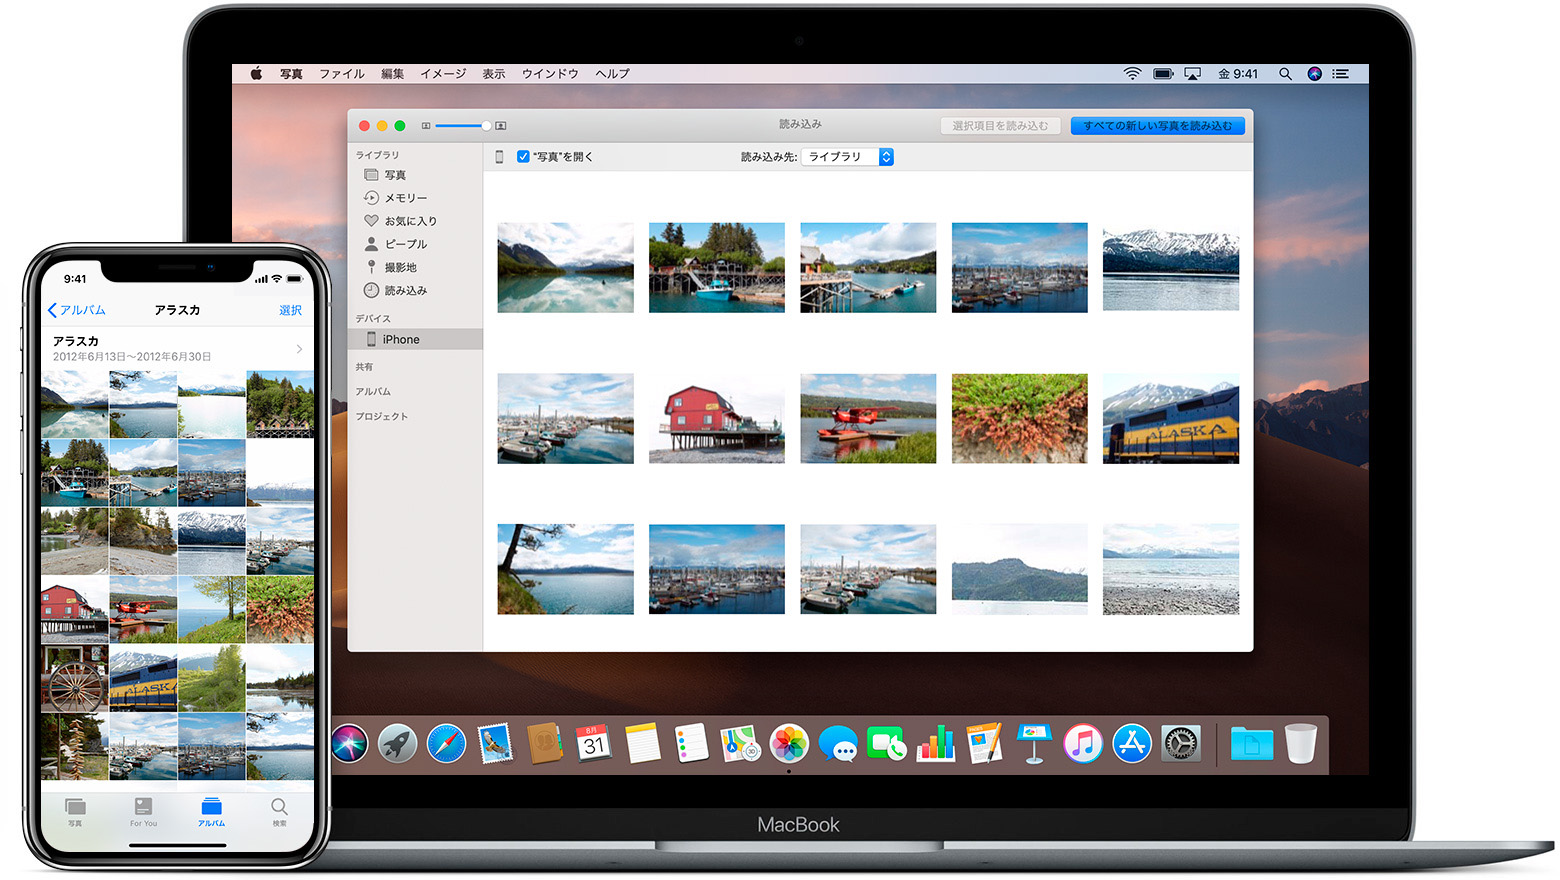 写真 ファイル 編集 イメージ 表示 ウインドウ ヘルプ 金 9:41
読み込み 選択項目を読み込む すべての新しい写真を読み込む
"写真"を開く 読み込み先: ライブラリ
ライブラリ
写真
メモリー
お気に入り
ピープル
撮影地
読み込み
デバイス
iPhone
共有
アルバム
プロジェクト
ALASKA
31
MacBook
9:41
アルバム アラスカ 選択
アラスカ
2012年6月13日〜2012年6月30日
ALASKA
写真 For You アルバム 検索